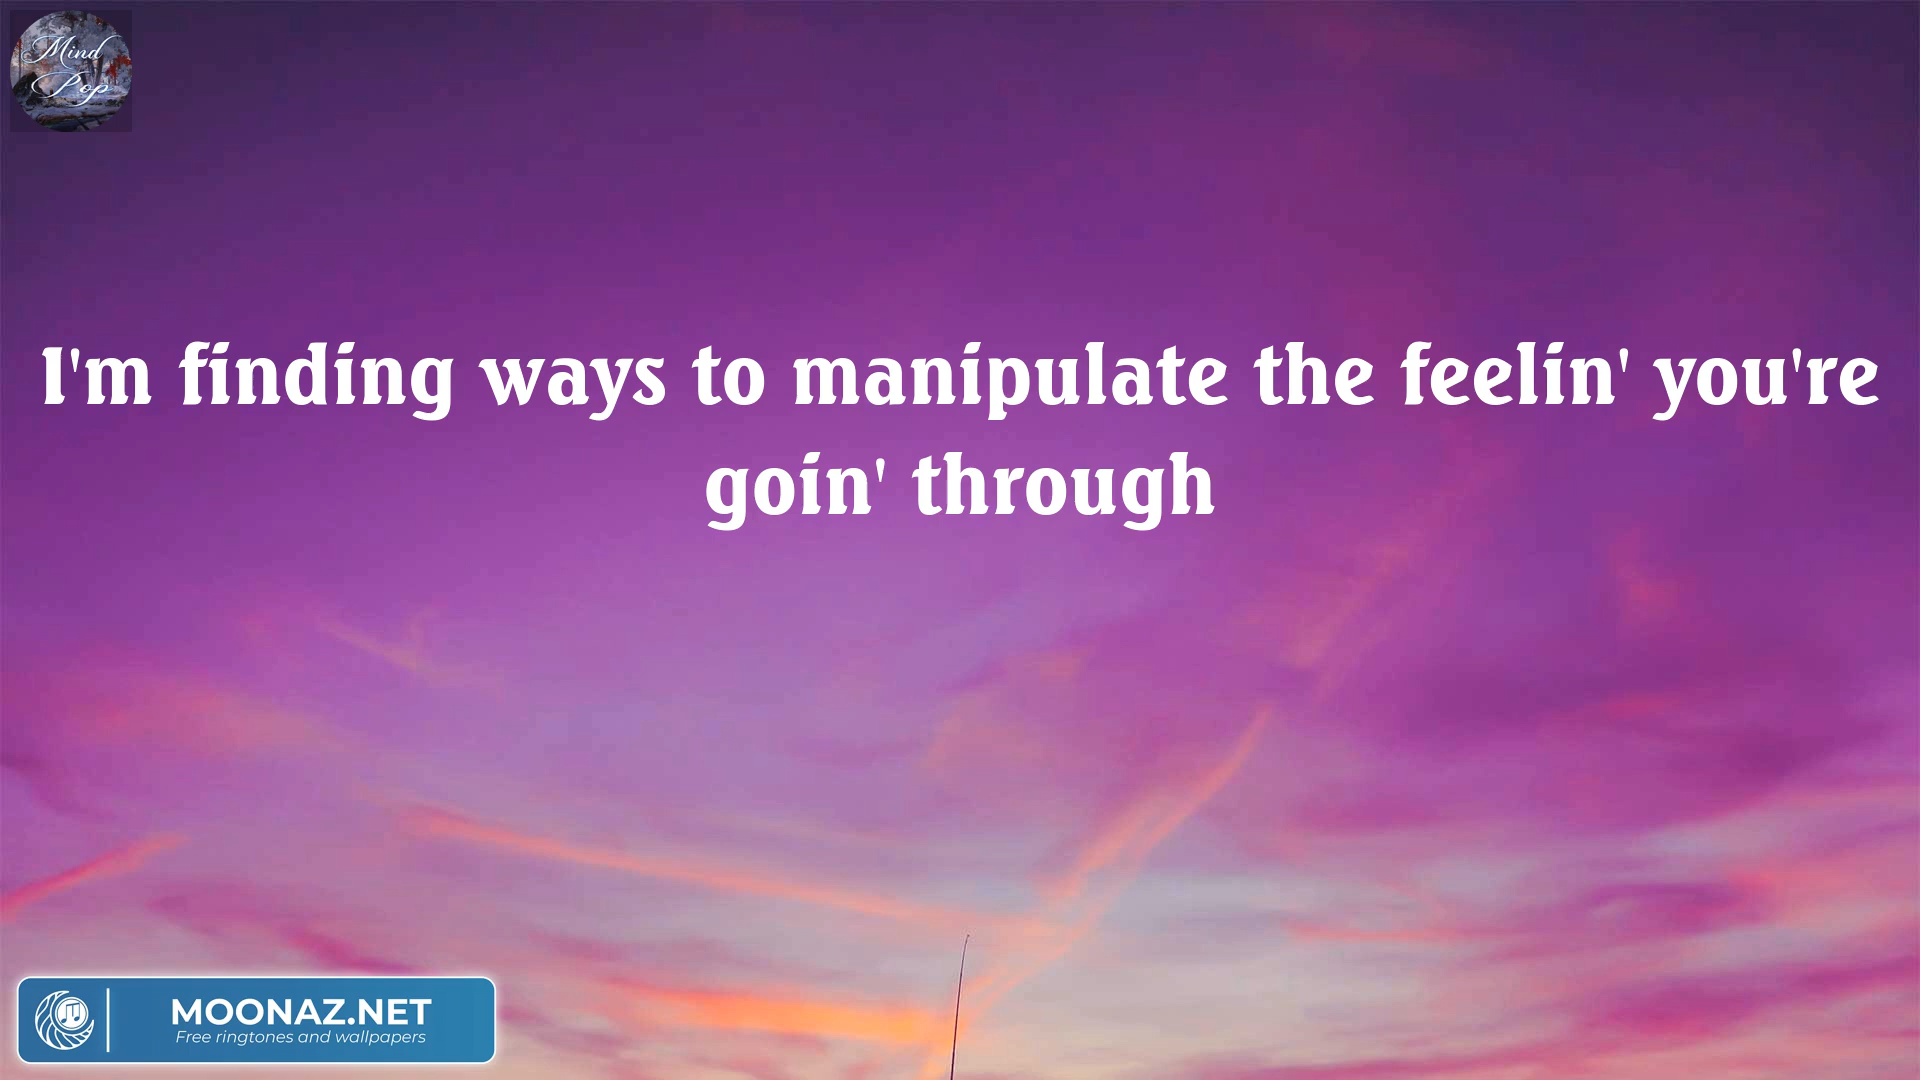 Mind
Pop
I'm finding ways to manipulate the feelin' you're
goin' through
MOONAZ.NET
Free ringtones and wallpapers